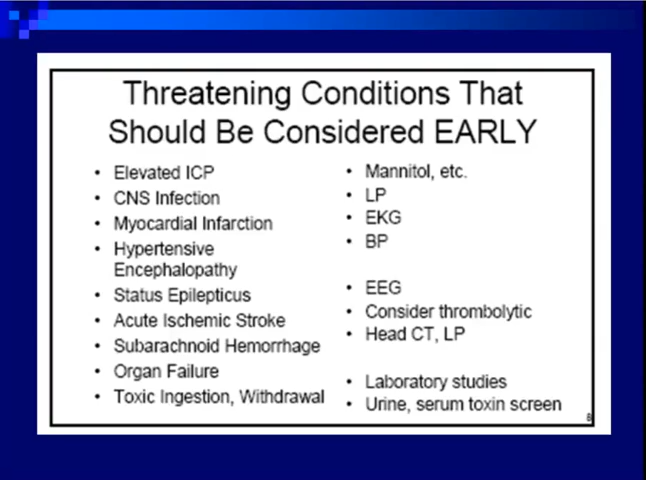 Threatening Conditions That
Should Be Considered EARLY
• Elevated ICP
• CNS Infection
• Myocardial Infarction
• Hypertensive
Encephalopathy
• Status Epilepticus
• Acute Ischemic Stroke
• Subarachnoid Hemorrhage
• Organ Failure
• Toxic Ingestion, Withdrawal
• Mannitol, etc.
• LP
• EKG
• BP
• EEG
• Consider thrombolytic
• Head CT, LP
• Laboratory studies
• Urine, serum toxin screen
8